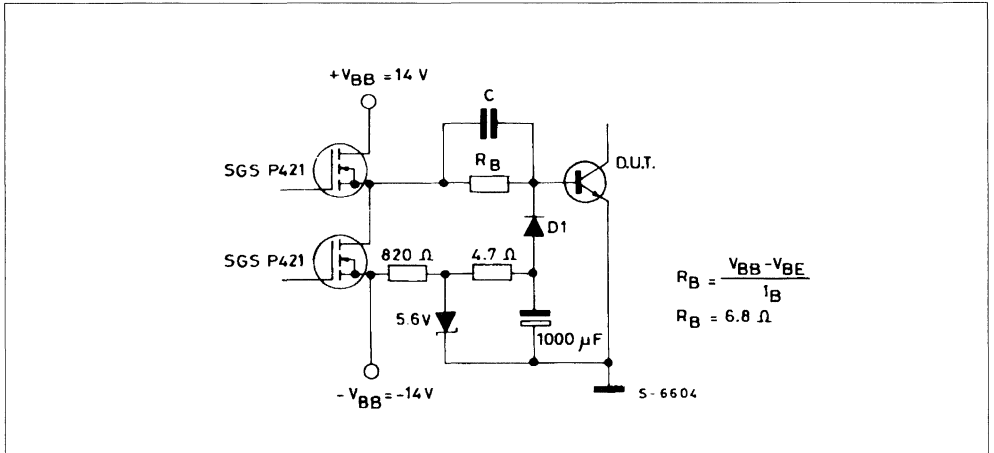 +VBB = 14 V
C
SGS P421
RB
D.U.T.
D1
SGS P421
820 Ω
4.7 Ω
5.6V
1000 μF
RB = VBB-VBE
IB
RB = 6.8 Ω
-VBB=-14V
S-6604